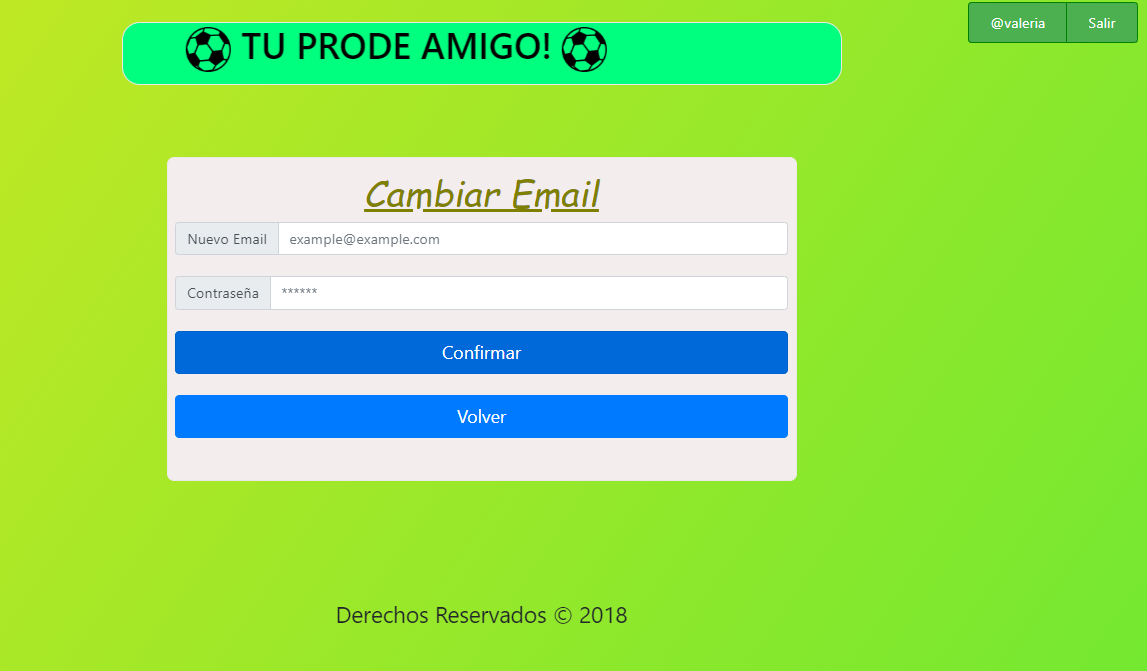 @valeria Salir
TU PRODE AMIGO!
Cambiar Email
Nuevo Email example@example.com
Contraseña ******
Confirmar
Volver
Derechos Reservados © 2018